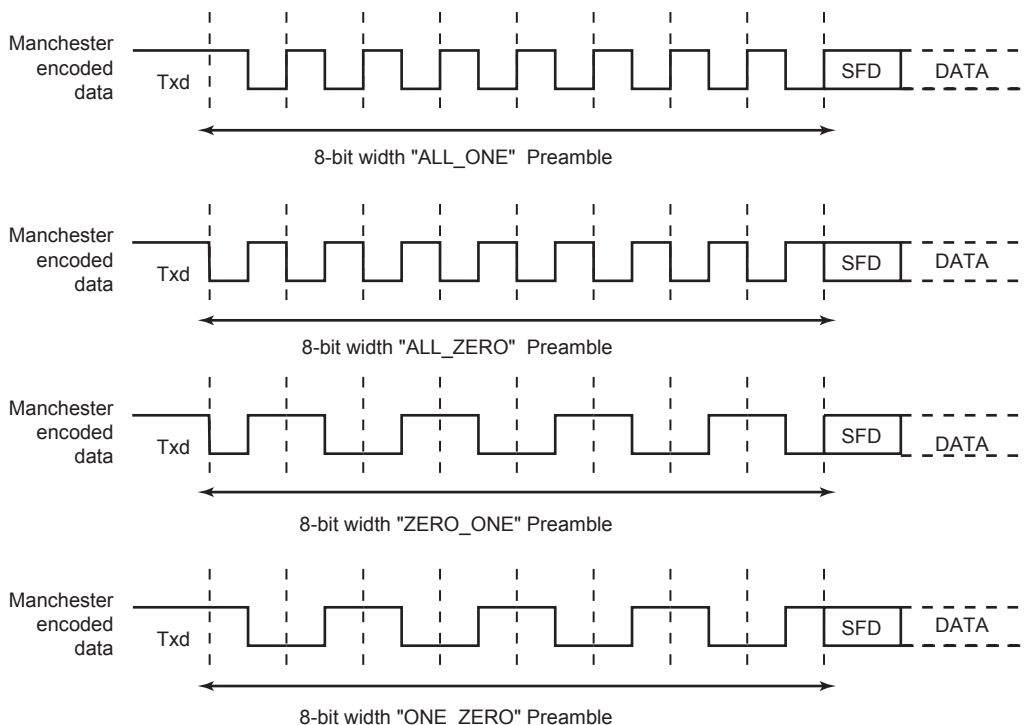 Manchester
encoded
data
Txd
SFD
DATA
8-bit width "ALL_ONE" Preamble
Manchester
encoded
data
Txd
SFD
DATA
8-bit width "ALL_ZERO" Preamble
Manchester
encoded
data
Txd
SFD
DATA
8-bit width "ZERO_ONE" Preamble
Manchester
encoded
data
Txd
SFD
DATA
8-bit width "ONE_ZERO" Preamble